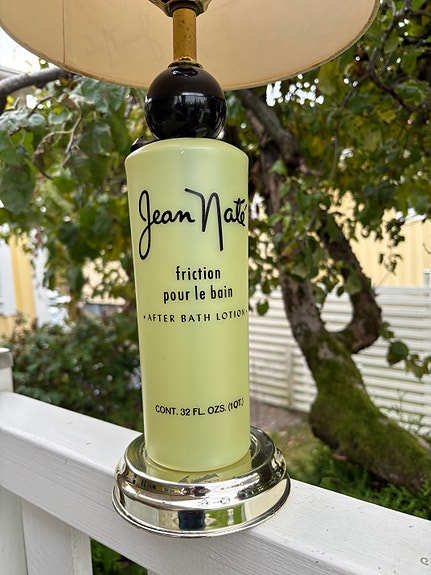 Jean Naté
friction
pour le bain
• AFTER BATH LOTION •
CONT. 32 FL. OZS. (1QT.)